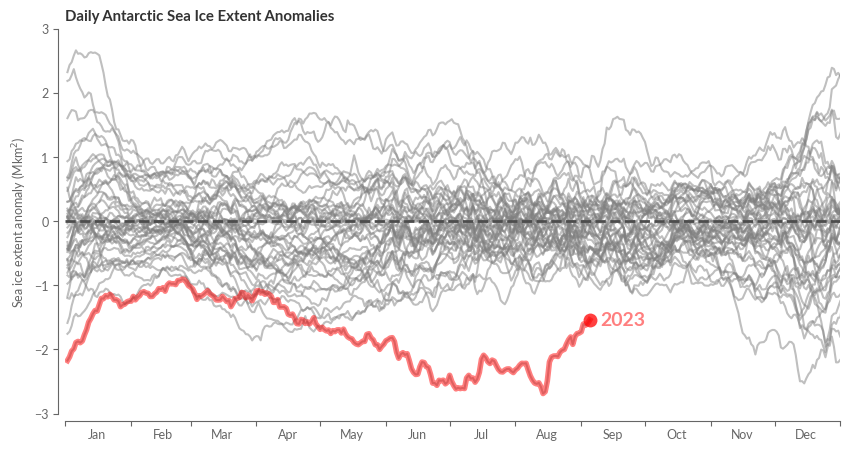 Daily Antarctic Sea Ice Extent Anomalies
Sea ice extent anomaly (Mkm²)
3
2
1
0
−1
−2
−3
2023
Jan Feb Mar Apr May Jun Jul Aug Sep Oct Nov Dec